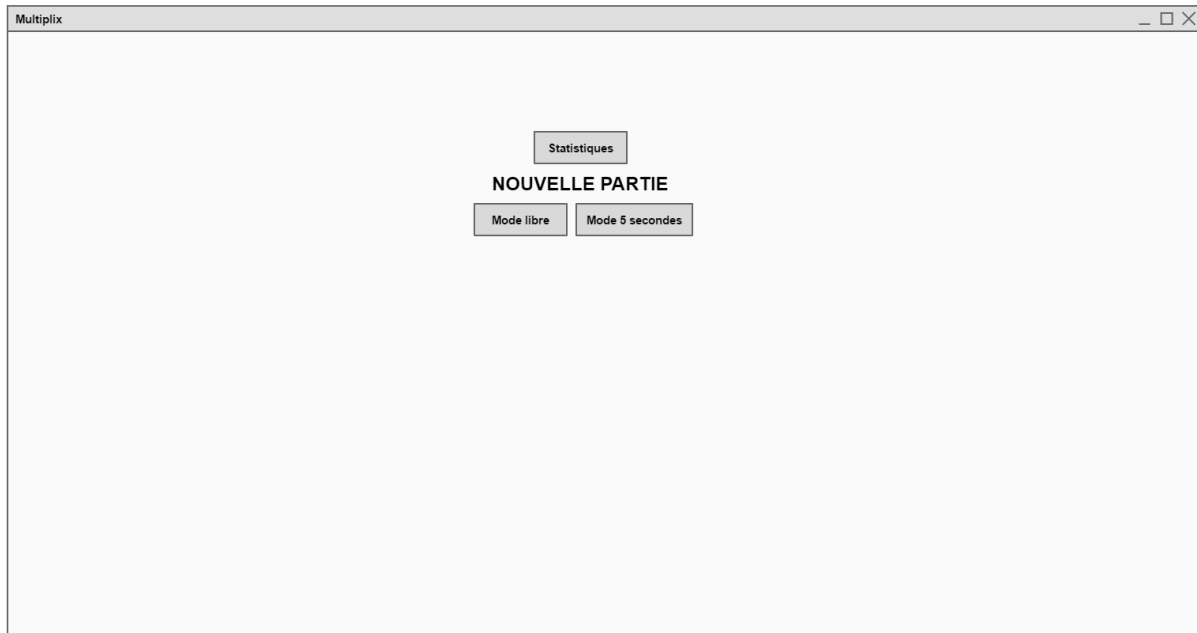 Multiplix
Statistiques
NOUVELLE PARTIE
Mode libre Mode 5 secondes